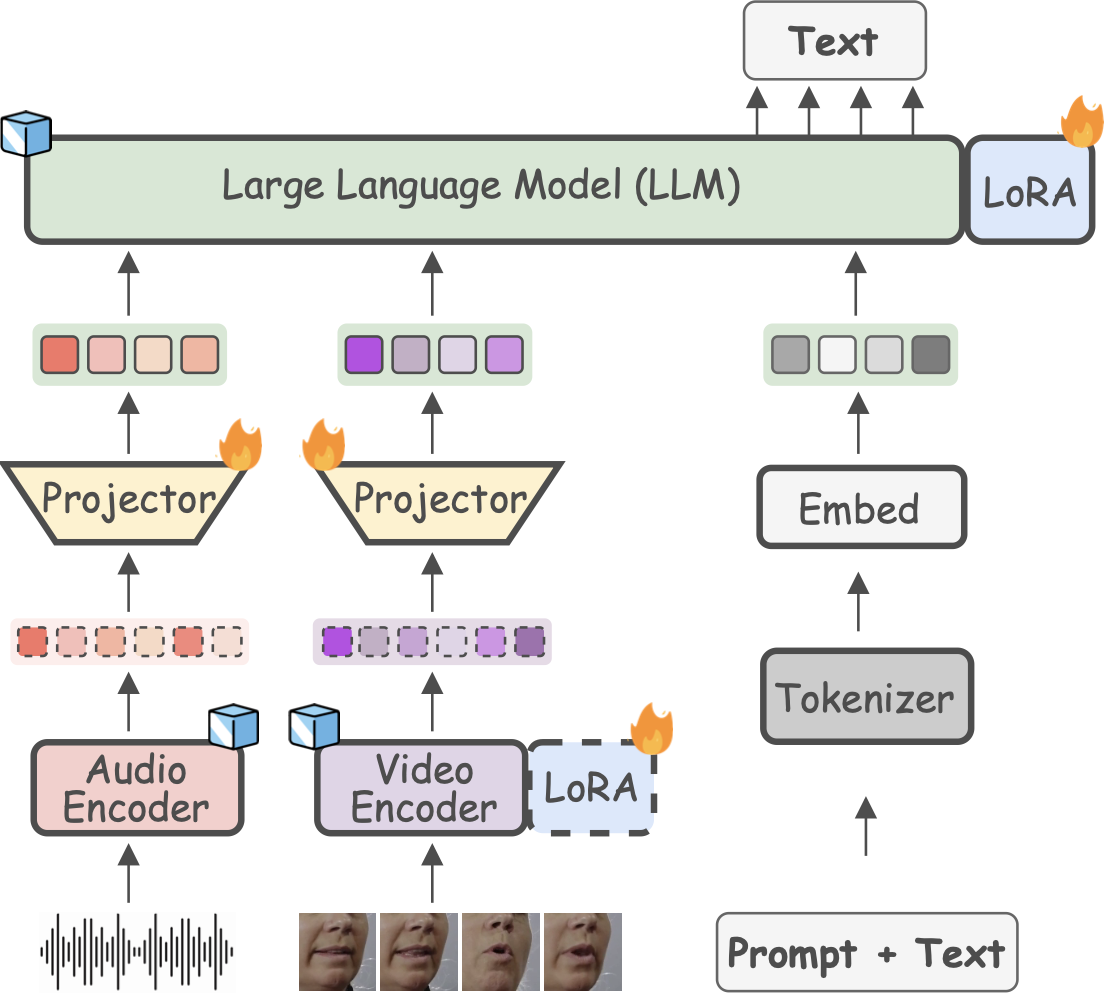 Text
Large Language Model (LLM)
LoRA
Projector
Projector
Embed
Tokenizer
Audio
Encoder
Video
Encoder
LoRA
Prompt + Text